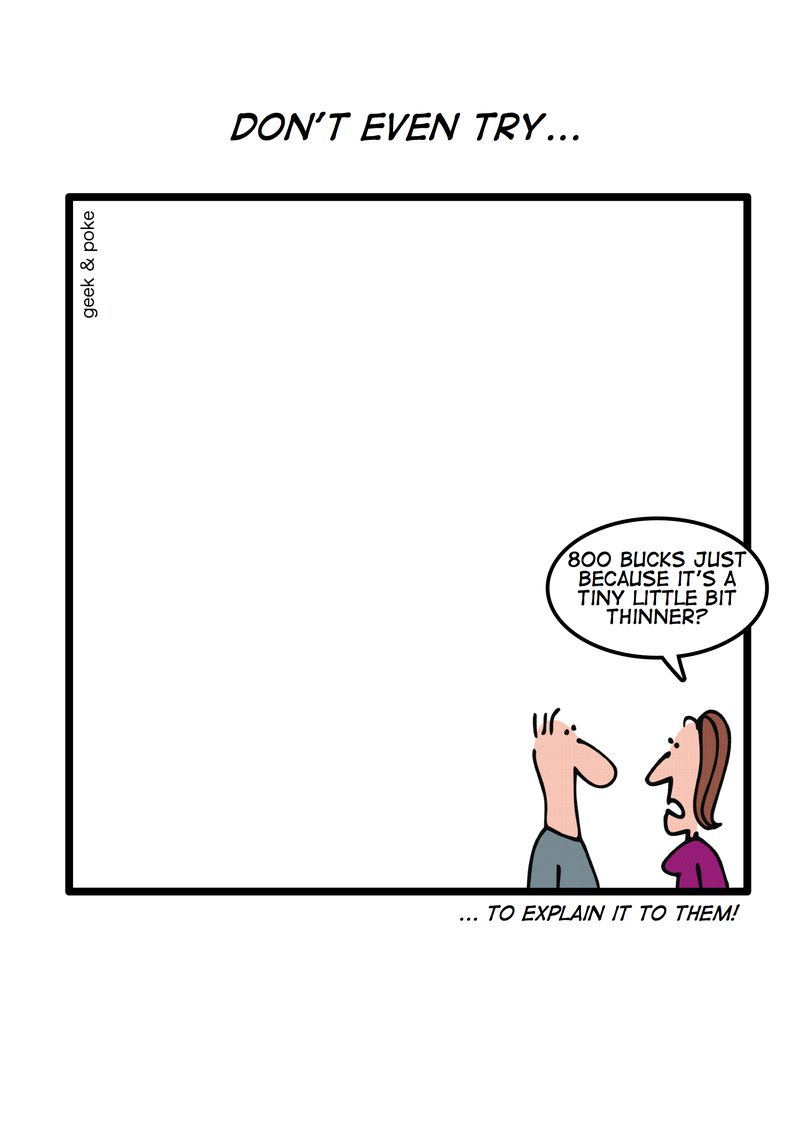 DON'T EVEN TRY...
geek & poke
800 BUCKS JUST
BECAUSE IT'S A
TINY LITTLE BIT
THINNER?
... TO EXPLAIN IT TO THEM!